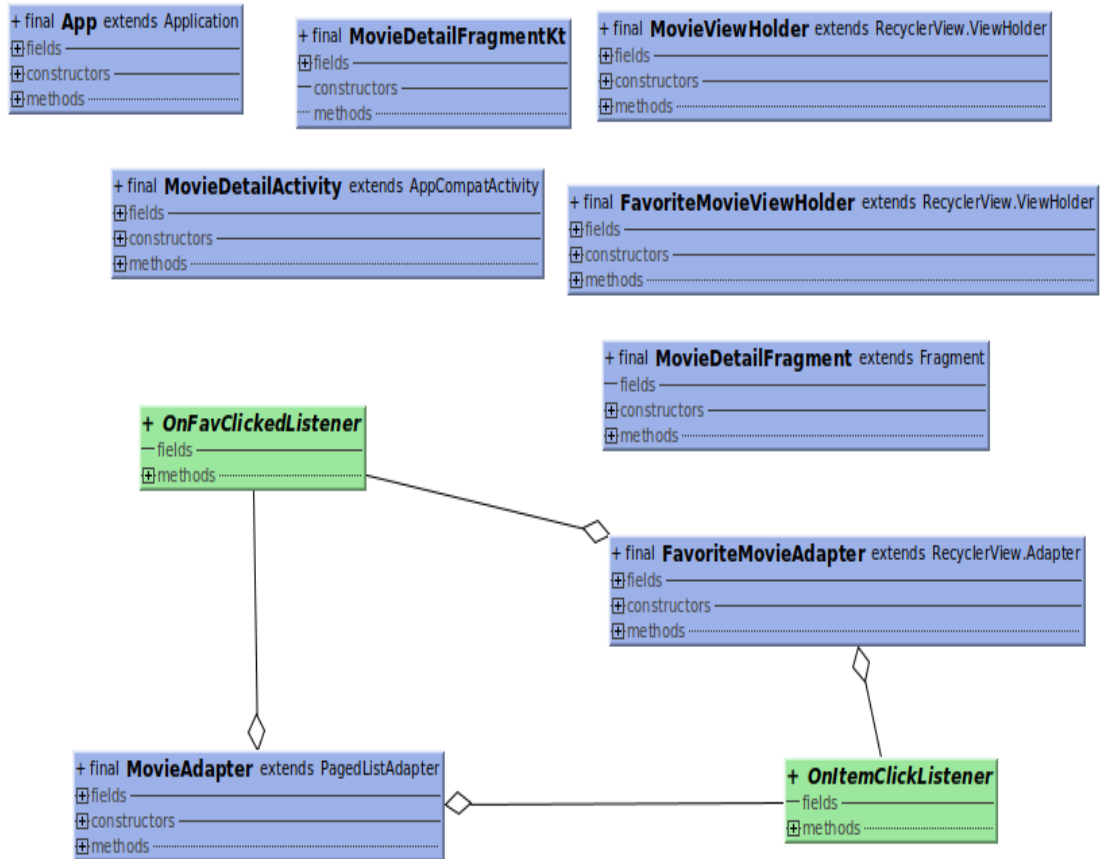 + final App extends Application
fields
constructors
methods
+ final MovieDetailFragmentKt
fields
constructors
methods
+ final MovieViewHolder extends RecyclerView.ViewHolder
fields
constructors
methods
+ final MovieDetailActivity extends AppCompatActivity
fields
constructors
methods
+ final FavoriteMovieViewHolder extends RecyclerView.ViewHolder
fields
constructors
methods
+ final MovieDetailFragment extends Fragment
fields
constructors
methods
+ OnFavClickedListener
fields
methods
+ final FavoriteMovieAdapter extends RecyclerView.Adapter
fields
constructors
methods
+ final MovieAdapter extends PagedListAdapter
fields
constructors
methods
+ OnItemClickListener
fields
methods